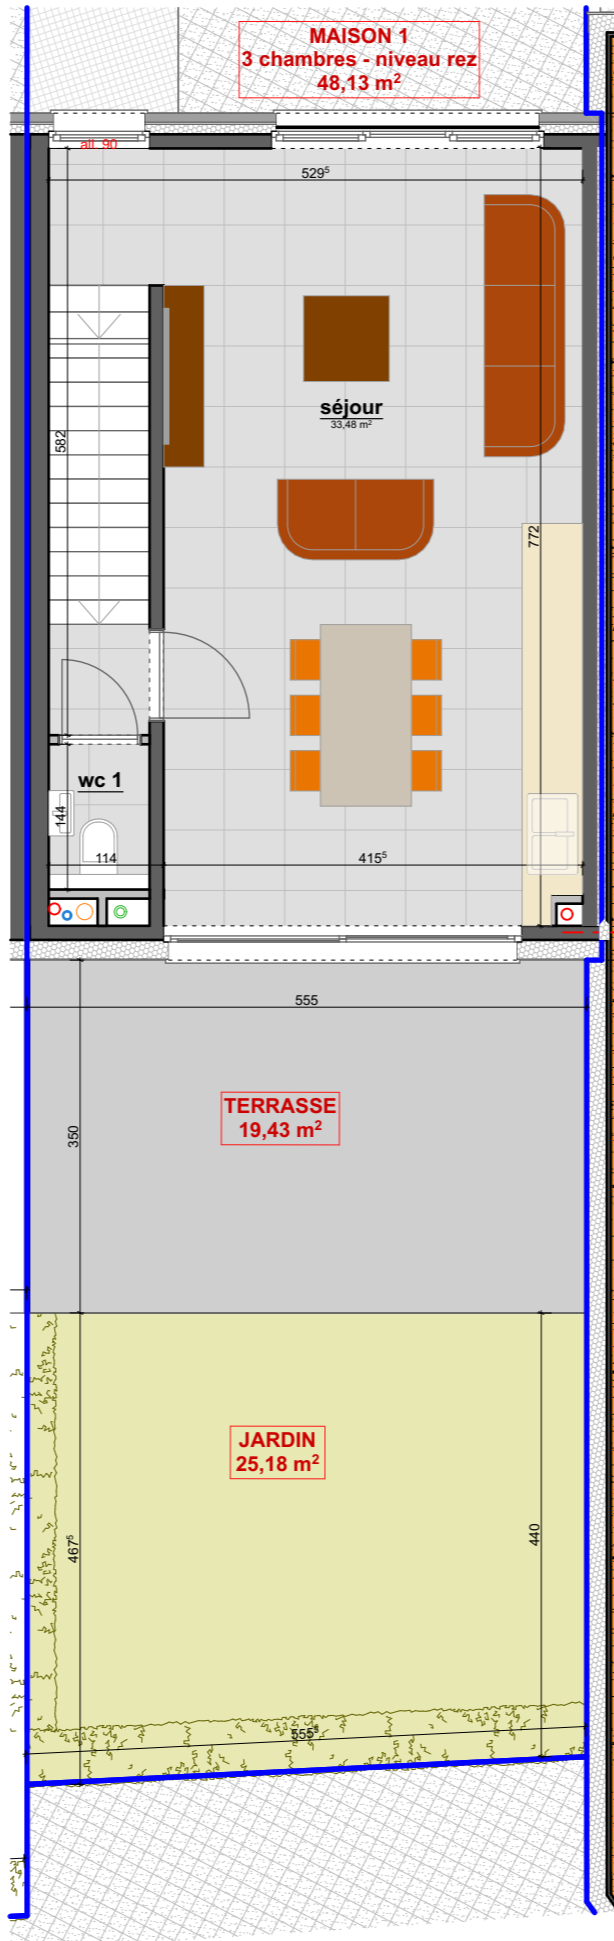 MAISON 1
3 chambres - niveau rez
48,13 m²
all. 90
529⁵
582
séjour
33,48 m²
772
wc 1
144
114
415⁵
555
TERRASSE
19,43 m²
350
JARDIN
25,18 m²
467⁵
440
555⁵